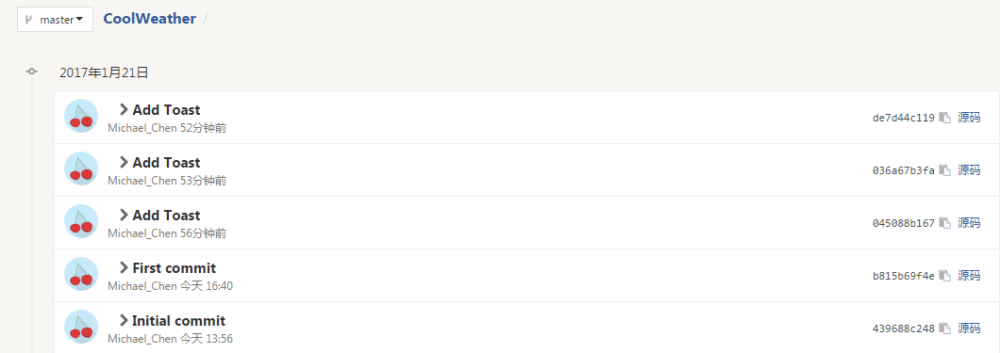 master CoolWeather /
2017年1月21日
Add Toast
Michael_Chen 52分钟前
de7d44c119 源码
Add Toast
Michael_Chen 53分钟前
036a67b3fa 源码
Add Toast
Michael_Chen 56分钟前
045088b167 源码
First commit
Michael_Chen 今天 16:40
b815b69f4e 源码
Initial commit
Michael_Chen 今天 13:56
439688c248 源码